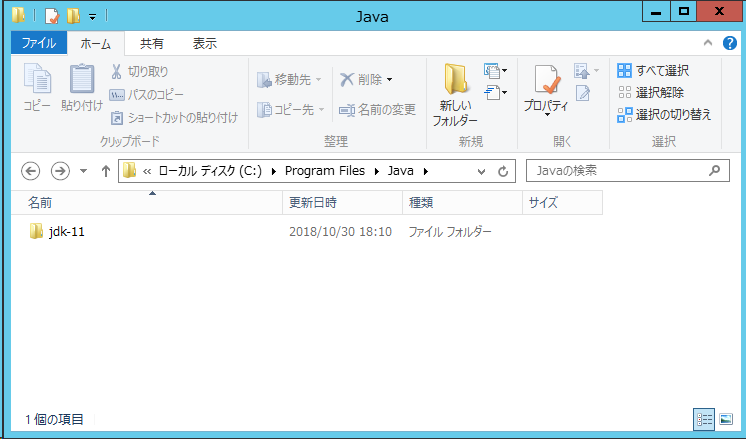 Java
ファイル ホーム 共有 表示
コピー 貼り付け 切り取り パスのコピー ショートカットの貼り付け
クリップボード
移動先 コピー先 削除 名前の変更
整理
新しい
フォルダー
新規
プロパティ
開く
すべて選択
選択解除
選択の切り替え
選択
« ローカル ディスク (C:) Program Files Java
Javaの検索
名前 更新日時 種類 サイズ
jdk-11 2018/10/30 18:10 ファイル フォルダー
1 個の項目